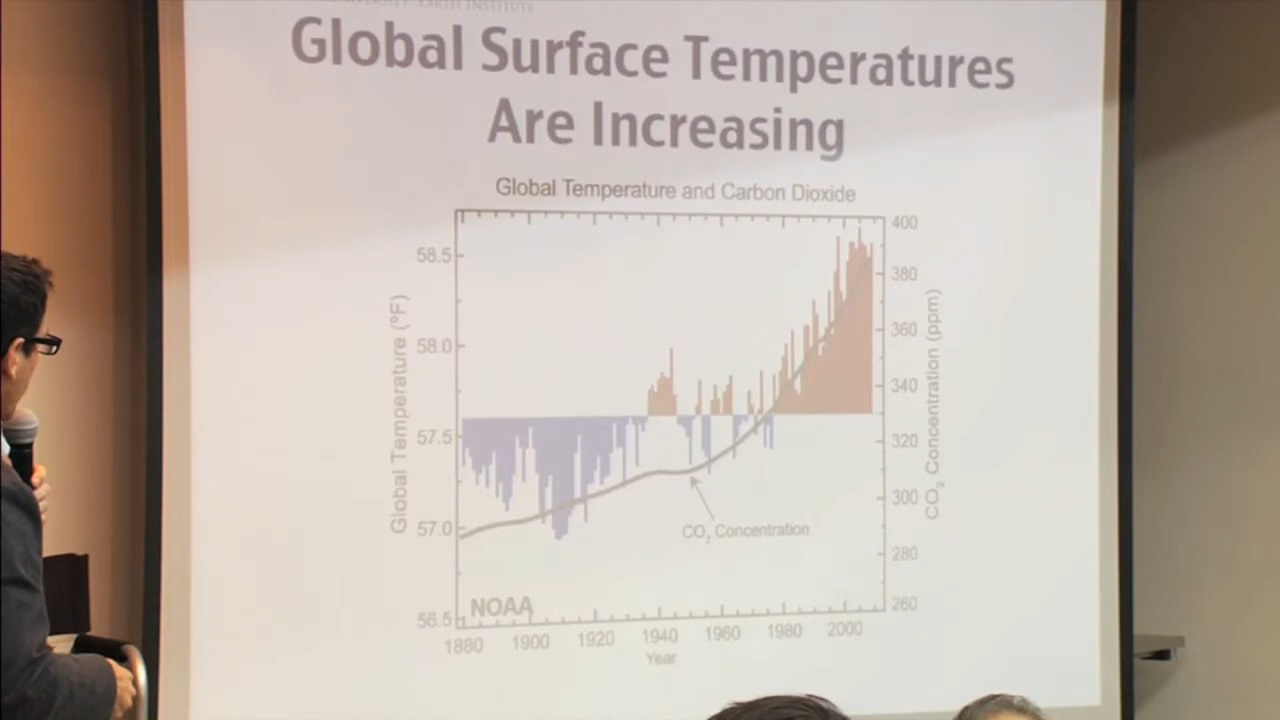 EARTH INSTITUTE
Global Surface Temperatures
Are Increasing
Global Temperature and Carbon Dioxide
Global Temperature (°F)
58.5
58.0
57.5
57.0
56.5
400
380
360
340
320
300
280
260
CO₂ Concentration (ppm)
CO₂ Concentration
NOAA
1880 1900 1920 1940 1960 1980 2000
Year